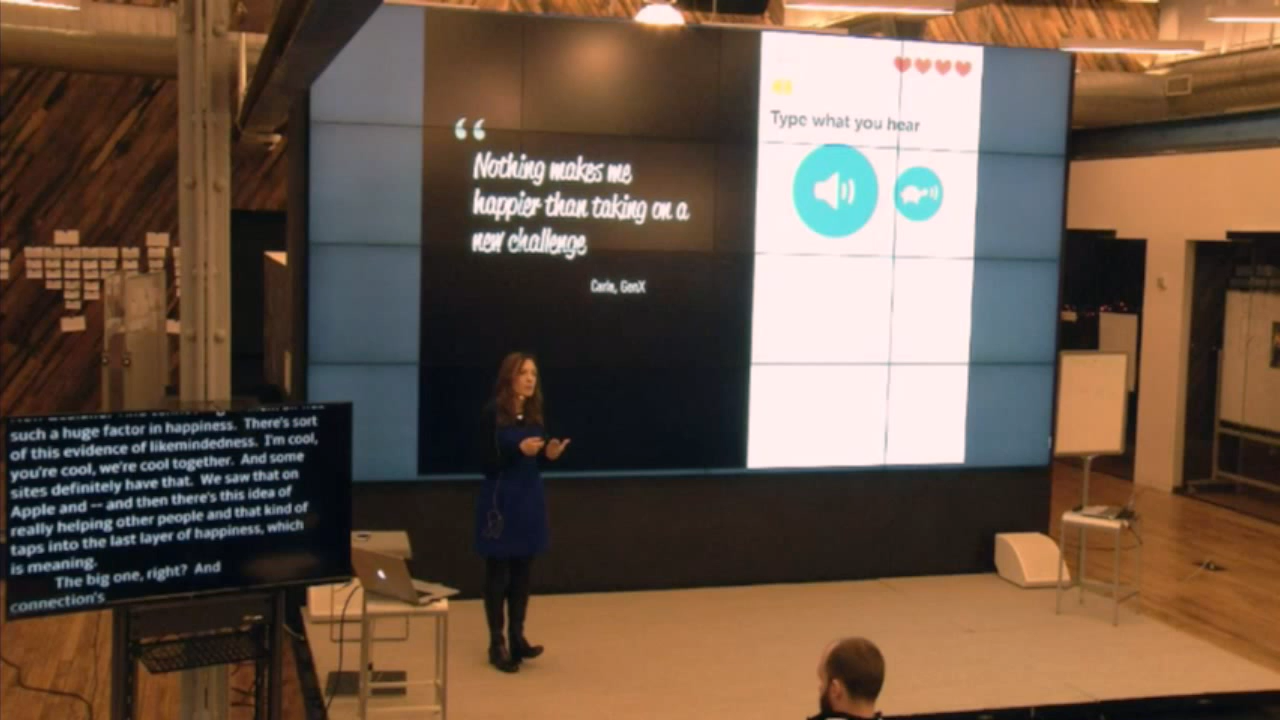 “
Nothing makes me
happier than taking on a
new challenge
Carla, GenX
Type what you hear
such a huge factor in happiness. There's sort
of this evidence of likemindedness. I'm cool,
you're cool, we're cool together. And some
sites definitely have that. We saw that on
Apple and -- and then there's this idea of
really helping other people and that kind of
taps into the last layer of happiness, which
is meaning.
The big one, right? And
connection's